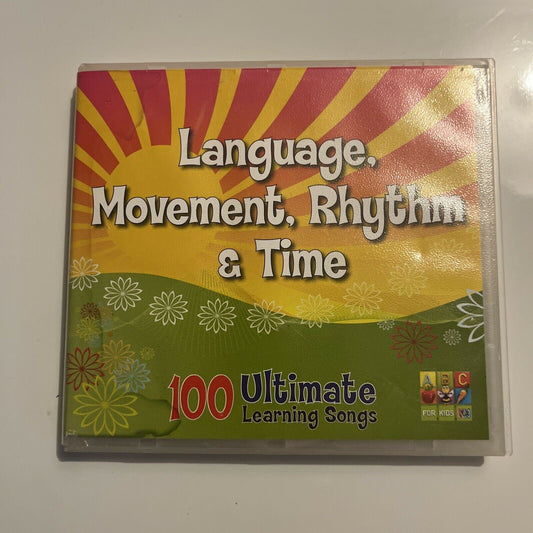 Language,
Movement, Rhythm
& Time
100 Ultimate
Learning Songs
A B C
FOR KIDS